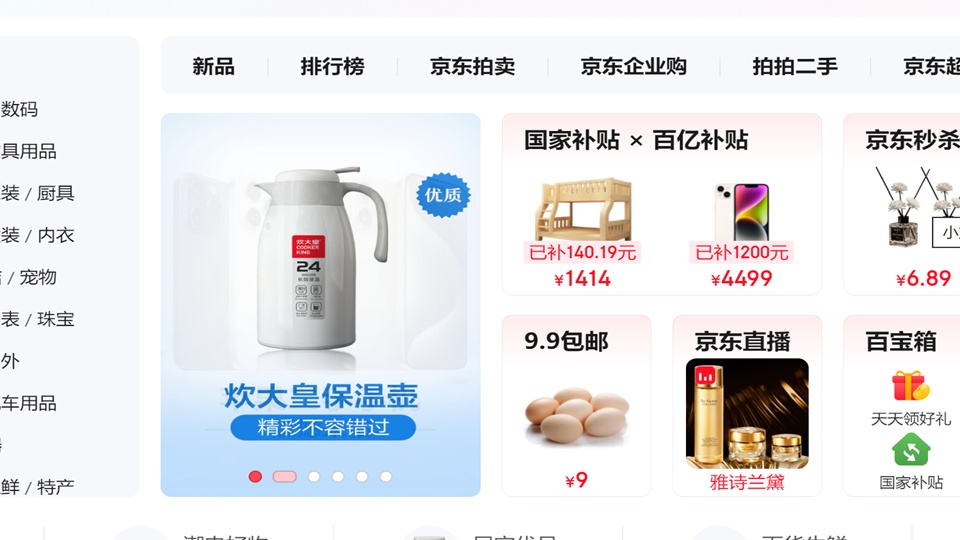 新品 排行榜 京东拍卖 京东企业购 拍拍二手 京东超
数码
具用品
装 / 厨具
装 / 内衣
/ 宠物
表 / 珠宝
外
车用品
鲜 / 特产
优质
炊大皇
COOKER
KING
24
炊大皇保温壶
精彩不容错过
国家补贴 × 百亿补贴
已补140.19元
¥1414
已补1200元
¥4499
京东秒杀
小
¥6.89
9.9包邮
¥9
京东直播
雅诗兰黛
百宝箱
天天领好礼
国家补贴